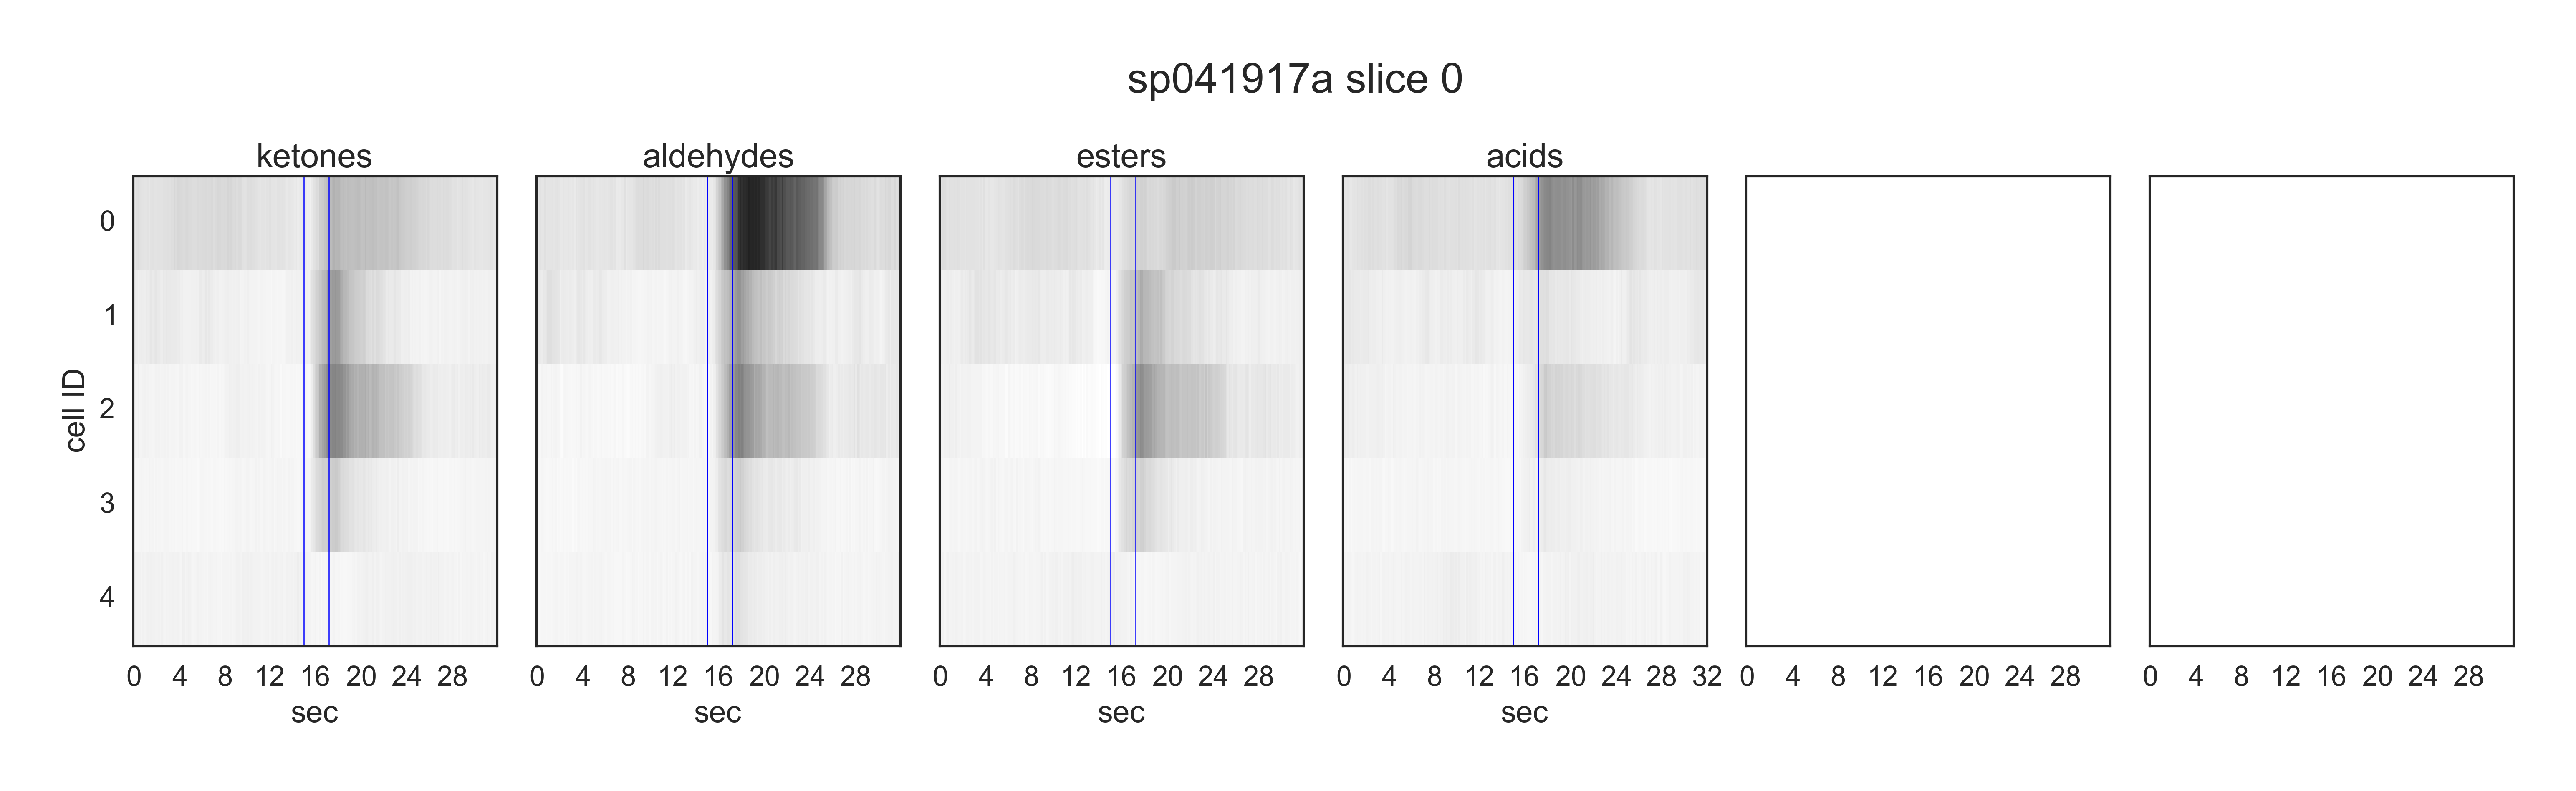 sp041917a slice 0
ketones aldehydes esters acids
cell ID
0
1
2
3
4
0 4 8 12 16 20 24 28 0 4 8 12 16 20 24 28 0 4 8 12 16 20 24 28 0 4 8 12 16 20 24 28 32 0 4 8 12 16 20 24 28 0 4 8 12 16 20 24 28
sec sec sec sec